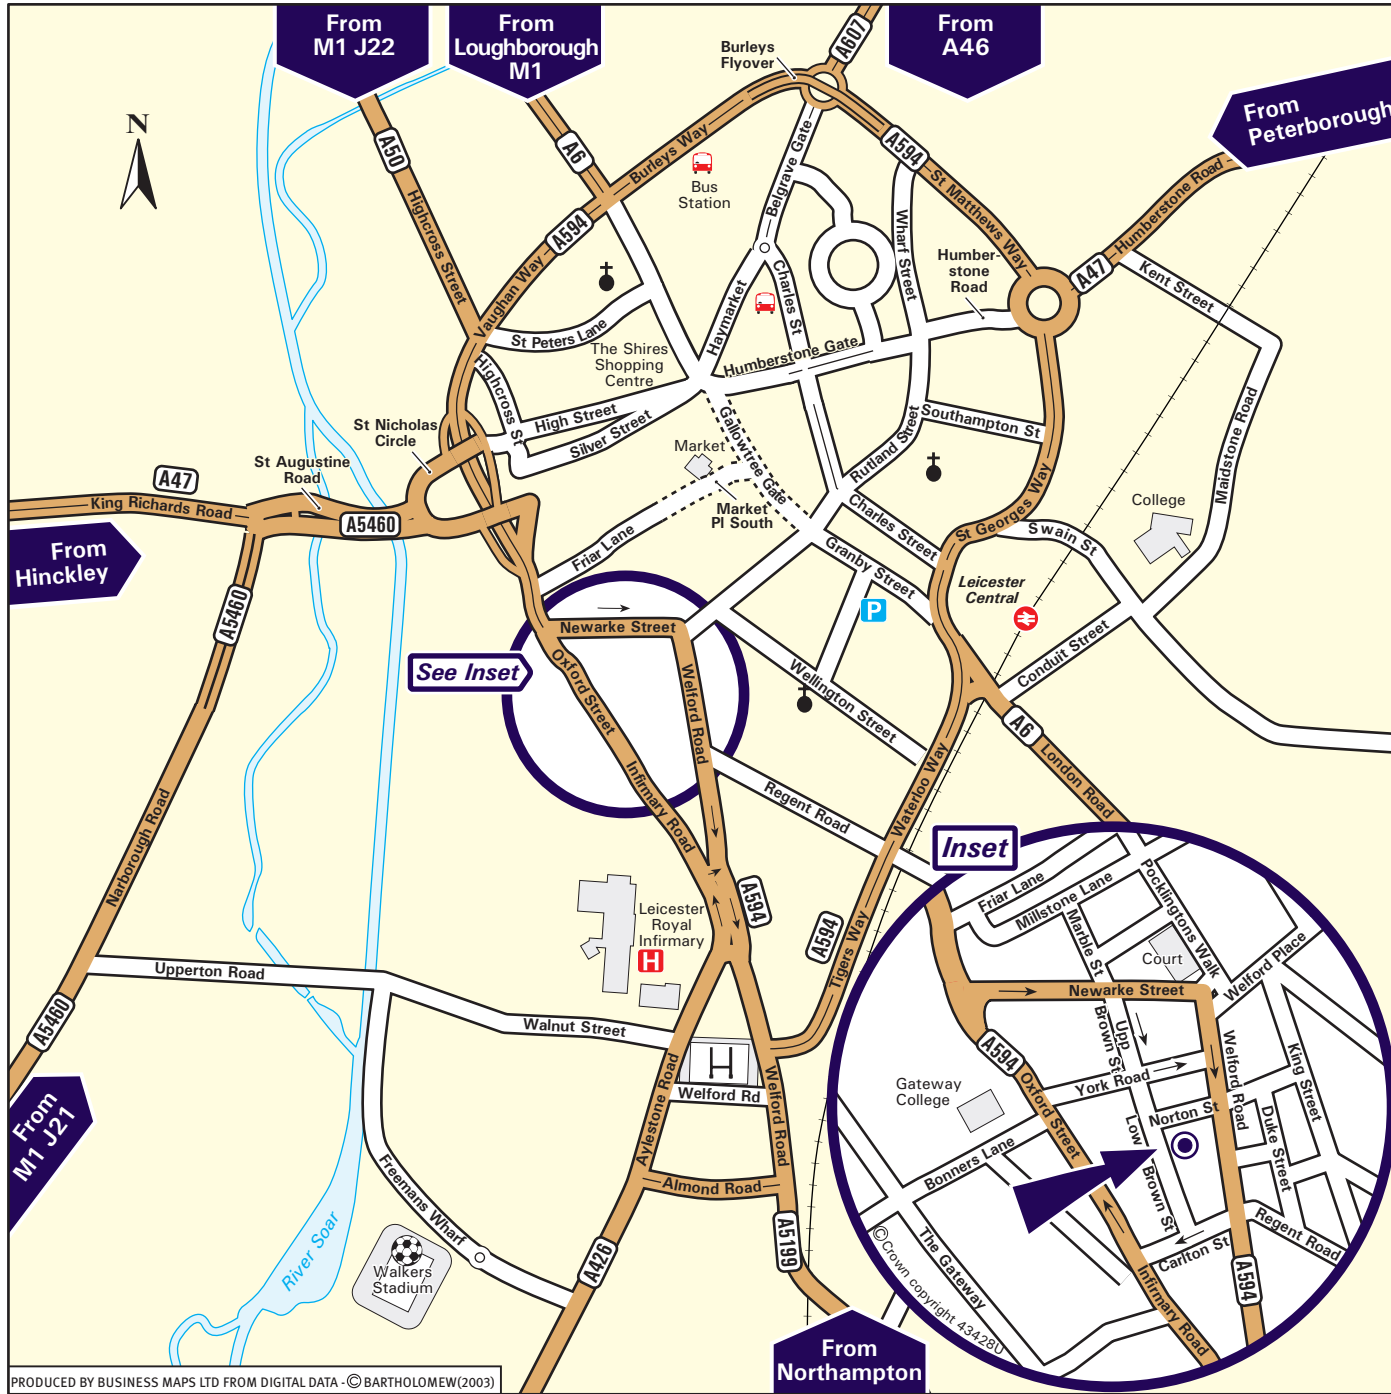 From
M1 J22
From
Loughborough
M1
A607
From
A46
Burleys
Flyover
From
Peterborough
N
A50
A6
Burleys Way
A594
Bus
Station
Belgrave Gate
St Matthews Way
Wharf Street
Humber-
stone
Road
A47
Humberstone Road
Kent Street
Highcross Street
A594
Vaughan Way
St Peters Lane
Haymarket
Charles St
The Shires
Shopping
Centre
Humberstone Gate
Highcross St
High Street
Silver Street
Gallowtree Gate
Southampton St
Rutland Street
Maidstone Road
St Nicholas
Circle
St Augustine
Road
A47
King Richards Road
A5460
Market
Market
Pl South
Friar Lane
Charles Street
St Georges Way
Swain St
College
From
Hinckley
Granby Street
Leicester
Central
P
A5460
Newarke Street
See Inset
Oxford Street
Welford Road
Wellington Street
Conduit Street
A6
London Road
Infirmary Road
Regent Road
Waterloo Way
Narborough Road
A594
A594
Tigers Way
Leicester
Royal
Infirmary
H
Upperton Road
Walnut Street
A5460
From
M1 J21
Aylestone Road
Welford Rd
Welford Road
Almond Road
Freemans Wharf
River Soar
Walkers
Stadium
A426
A5199
From
Northampton
Inset
Friar Lane
Millstone Lane
Pocklingtons Walk
Marble St
Court
Welford Place
Newarke Street
Upp
Brown St
A594
Oxford Street
York Road
Welford Road
King Street
Gateway
College
Norton St
Low
Brown St
Duke Street
Bonners Lane
The Gateway
Carlton St
Regent Road
Infirmary Road
A594
© Crown copyright 43428U
PRODUCED BY BUSINESS MAPS LTD FROM DIGITAL DATA - © BARTHOLOMEW(2003)